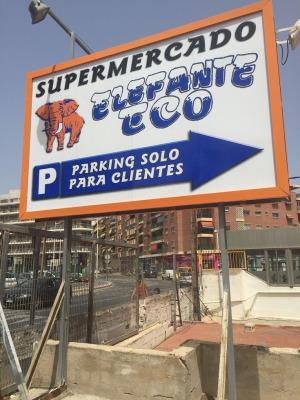 SUPERMERCADO
ELEFANTE
ECO
P PARKING SOLO
PARA CLIENTES